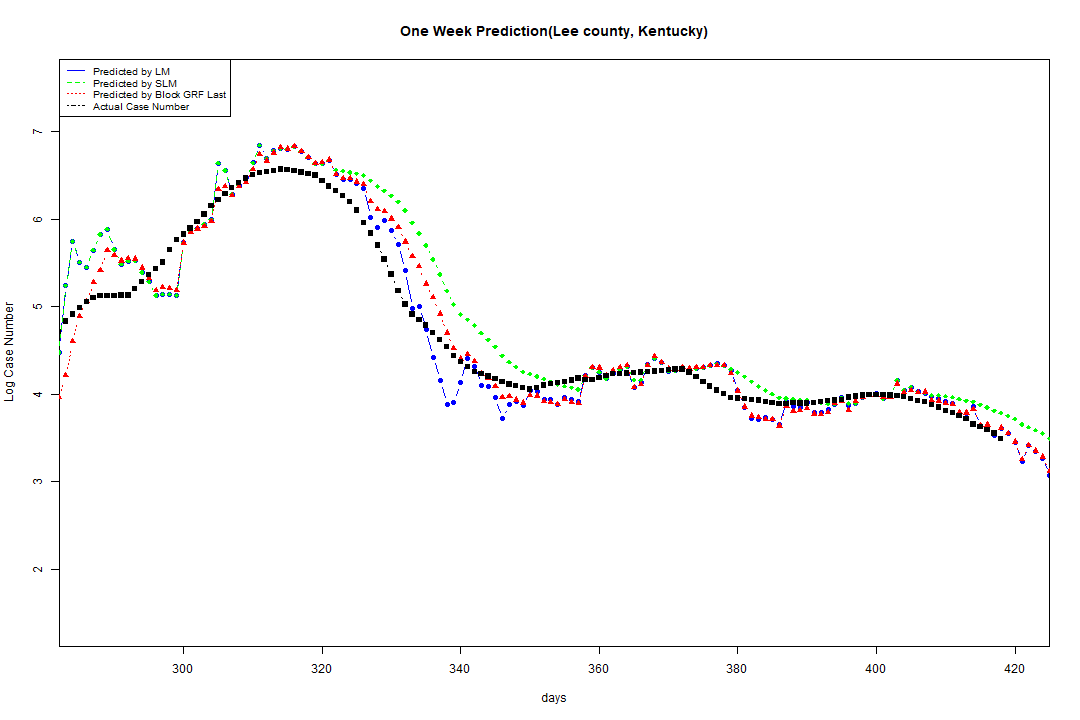 One Week Prediction(Lee county, Kentucky)
Predicted by LM
Predicted by SLM
Predicted by Block GRF Last
Actual Case Number
7
6
5
4
3
2
Log Case Number
300 320 340 360 380 400 420
days